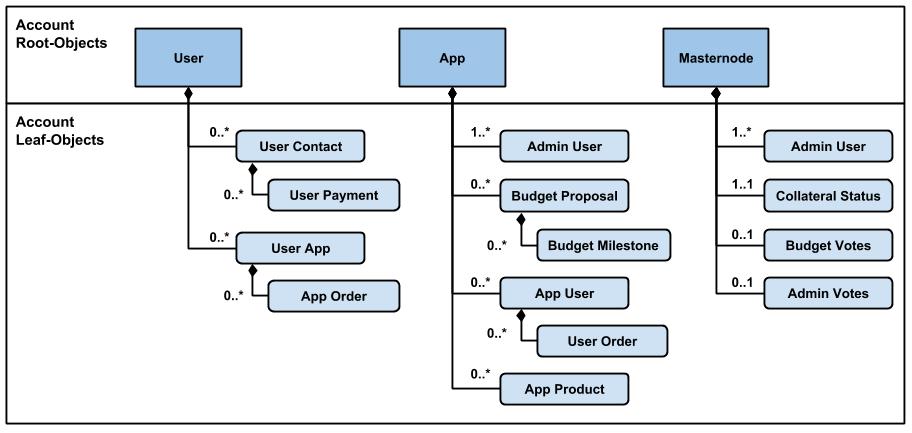 Account
Root-Objects
User
App
Masternode
Account
Leaf-Objects
0..*
User Contact
0..*
User Payment
0..*
User App
0..*
App Order
1..*
Admin User
0..*
Budget Proposal
0..*
Budget Milestone
0..*
App User
0..*
User Order
0..*
App Product
1..*
Admin User
1..1
Collateral Status
0..1
Budget Votes
0..1
Admin Votes